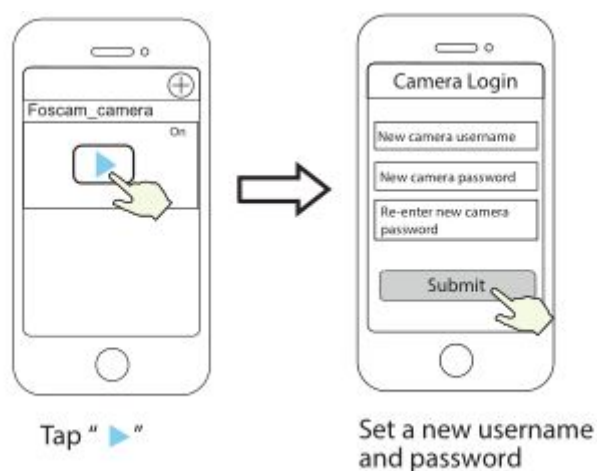 Foscam_camera
On
Tap " ▶ "
Camera Login
New camera username
New camera password
Re-enter new camera
password
Submit
Set a new username
and password